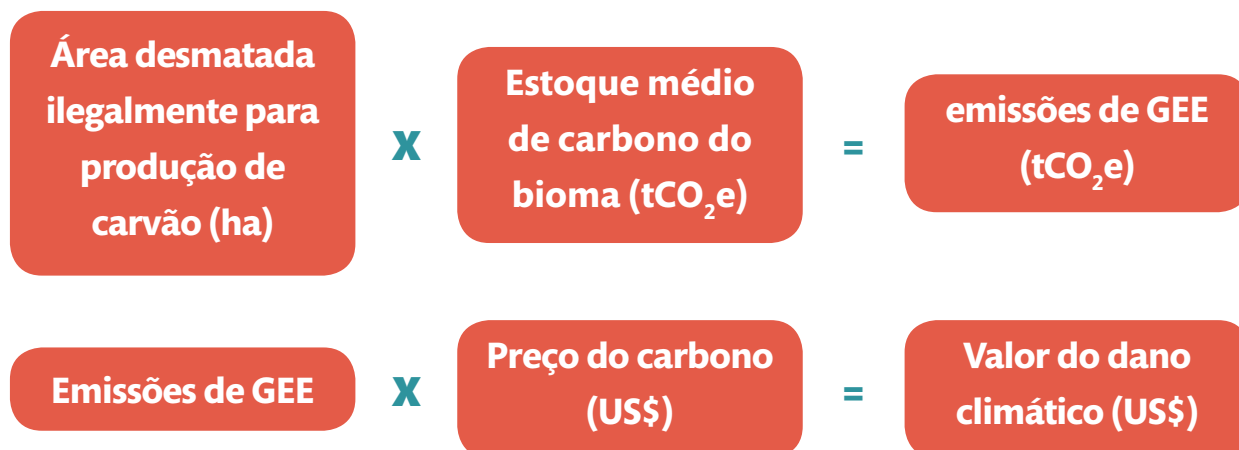 Área desmatada
ilegalmente para
produção de
carvão (ha)
X
Estoque médio
de carbono do
bioma (tCO₂e)
=
emissões de GEE
(tCO₂e)
Emissões de GEE
X
Preço do carbono
(US$)
=
Valor do dano
climático (US$)